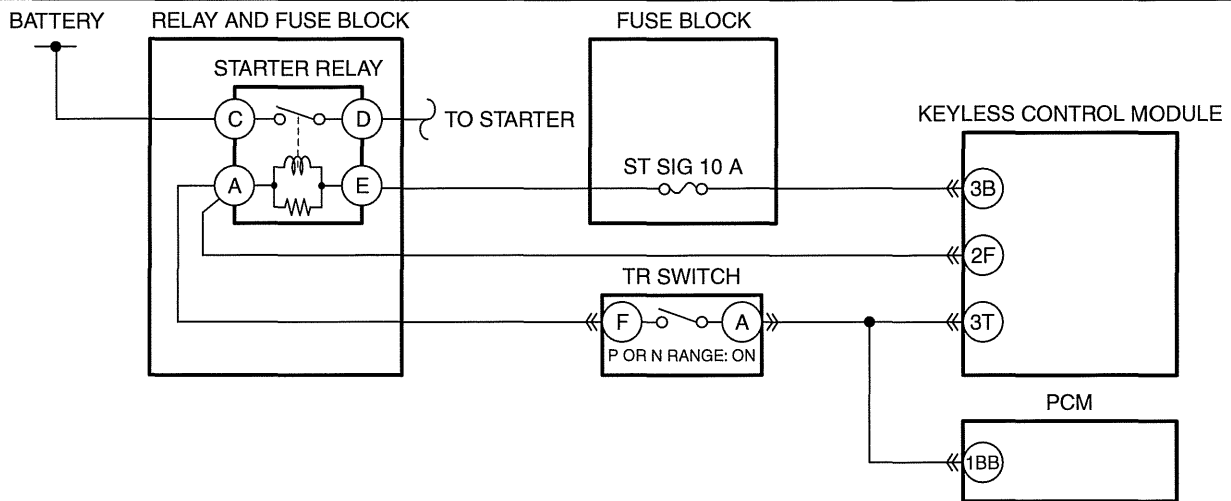 BATTERY
RELAY AND FUSE BLOCK
FUSE BLOCK
STARTER RELAY
C
D
TO STARTER
KEYLESS CONTROL MODULE
ST SIG 10 A
A
E
3B
2F
TR SWITCH
F
A
3T
P OR N RANGE: ON
PCM
1BB